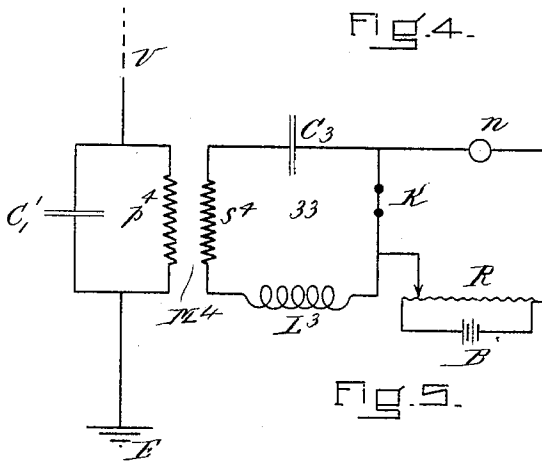 Fig.4.
V
C₃
n
C₁'
p⁴
s⁴
33
K'
M⁴
L³
R
B
E
Fig.5.